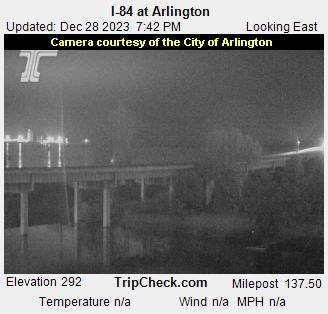 I-84 at Arlington
Updated: Dec 28 2023 7:42 PM Looking East
Camera courtesy of the City of Arlington
Elevation 292 TripCheck.com Milepost 137.50
Temperature n/a Wind n/a MPH n/a